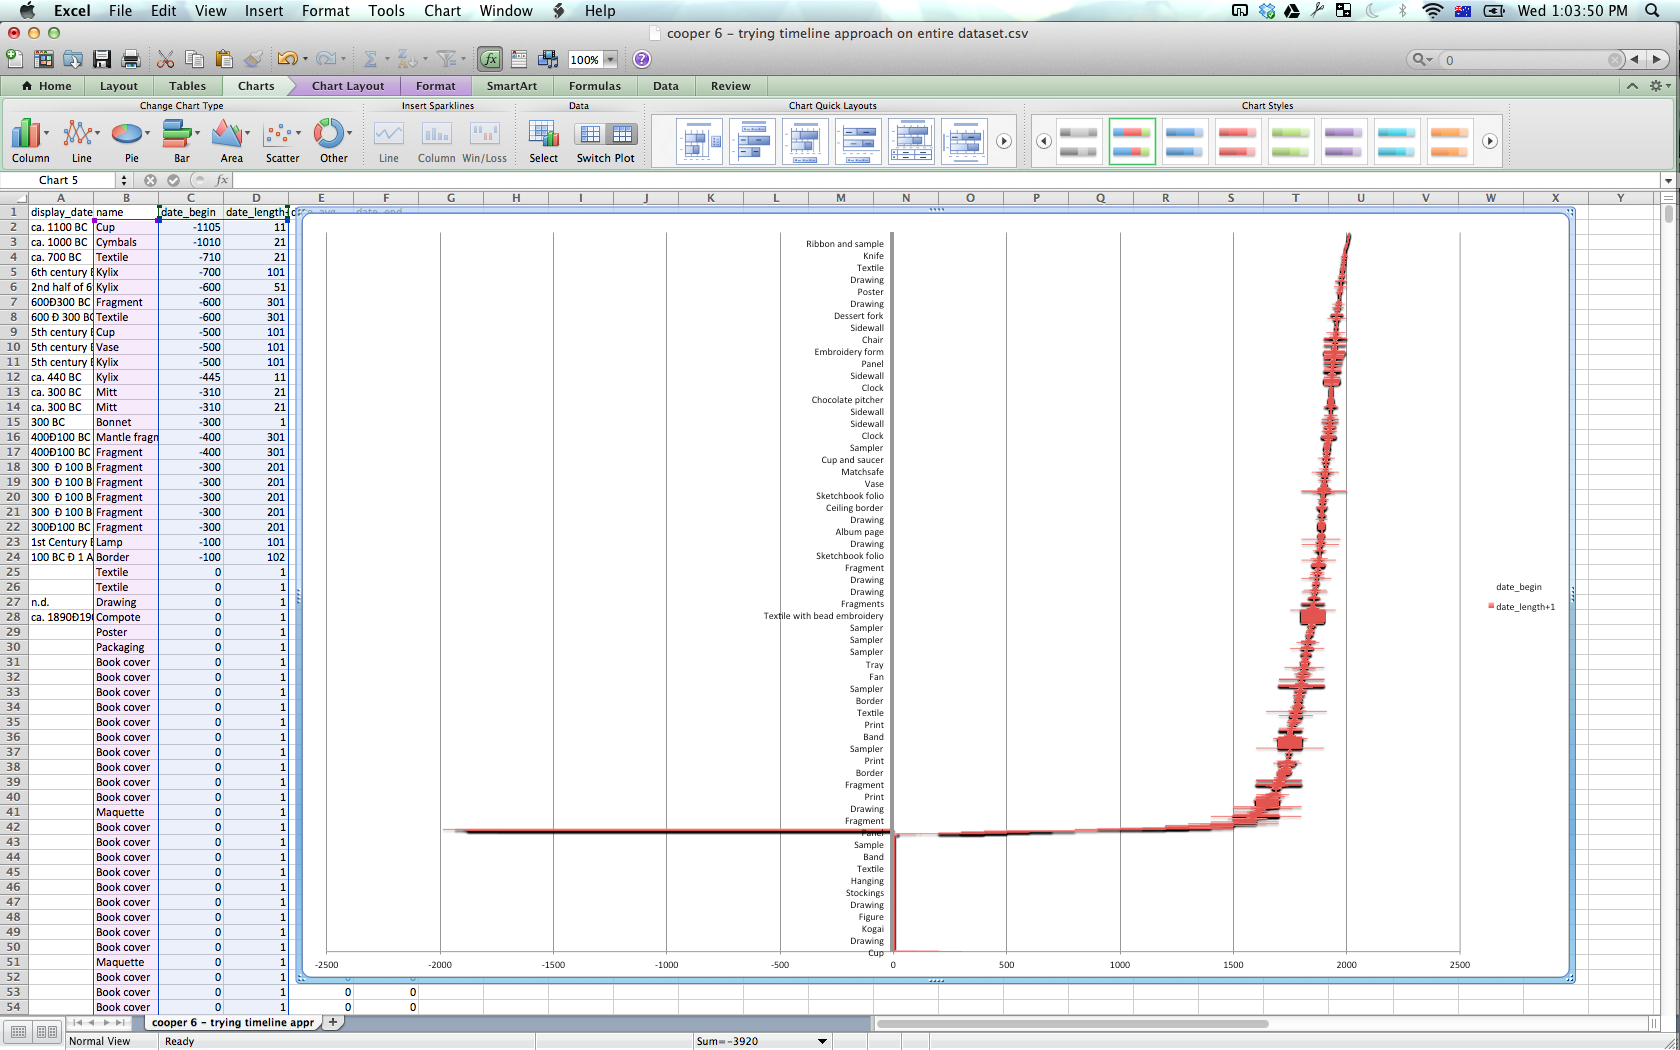 Excel File Edit View Insert Format Tools Chart Window Help Wed 1:03:50 PM
cooper 6 - trying timeline approach on entire dataset.csv
100% fx 0
Home Layout Tables Charts Chart Layout Format SmartArt Formulas Data Review
Change Chart Type Insert Sparklines Data Chart Quick Layouts Chart Styles
Column Line Pie Bar Area Scatter Other Line Column Win/Loss Select Switch Plot
Chart 5 fx
A B C D E F G H I J K L M N O P Q R S T U V W X Y
1 display_date name date_begin date_length+
2 ca. 1100 BC Cup -1105 11
3 ca. 1000 BC Cymbals -1010 21
4 ca. 700 BC Textile -710 21
5 6th century Kylix -700 101
6 2nd half of 6 Kylix -600 51
7 600Ð300 BC Fragment -600 301
8 600 Ð 300 BC Textile -600 301
9 5th century Cup -500 101
10 5th century Vase -500 101
11 5th century Kylix -500 101
12 ca. 440 BC Kylix -445 11
13 ca. 300 BC Mitt -310 21
14 ca. 300 BC Mitt -310 21
15 300 BC Bonnet -300 1
16 400Ð100 BC Mantle fragn -400 301
17 400Ð100 BC Fragment -400 301
18 300 Ð 100 B Fragment -300 201
19 300 Ð 100 B Fragment -300 201
20 300 Ð 100 B Fragment -300 201
21 300 Ð 100 B Fragment -300 201
22 300Ð100 BC Fragment -300 201
23 1st Century Lamp -100 101
24 100 BC Ð 1 A Border -100 102
25 Textile 0 1
26 Textile 0 1
27 n.d. Drawing 0 1
28 ca. 1890Ð19 Compote 0 1
29 Poster 0 1
30 Packaging 0 1
31 Book cover 0 1
32 Book cover 0 1
33 Book cover 0 1
34 Book cover 0 1
35 Book cover 0 1
36 Book cover 0 1
37 Book cover 0 1
38 Book cover 0 1
39 Book cover 0 1
40 Book cover 0 1
41 Maquette 0 1
42 Book cover 0 1
43 Book cover 0 1
44 Book cover 0 1
45 Book cover 0 1
46 Book cover 0 1
47 Book cover 0 1
48 Book cover 0 1
49 Book cover 0 1
50 Book cover 0 1
51 Maquette 0 1
52 Book cover 0 1
53 Book cover 0 1 0 0
54 Book cover 0 1 0 0
Ribbon and sample
Knife
Textile
Drawing
Poster
Drawing
Dessert fork
Sidewall
Chair
Embroidery form
Panel
Sidewall
Clock
Chocolate pitcher
Sidewall
Sidewall
Clock
Sampler
Cup and saucer
Matchsafe
Vase
Sketchbook folio
Ceiling border
Drawing
Album page
Drawing
Sketchbook folio
Fragment
Drawing
Drawing
Fragments
Textile with bead embroidery
Sampler
Sampler
Sampler
Tray
Fan
Sampler
Border
Textile
Print
Band
Sampler
Print
Border
Fragment
Print
Drawing
Fragment
Panel
Sample
Band
Textile
Hanging
Stockings
Drawing
Figure
Kogai
Drawing
Cup
-2500 -2000 -1500 -1000 -500 0 500 1000 1500 2000 2500
date_begin
date_length+1
cooper 6 - trying timeline appr
Normal View Ready Sum=-3920